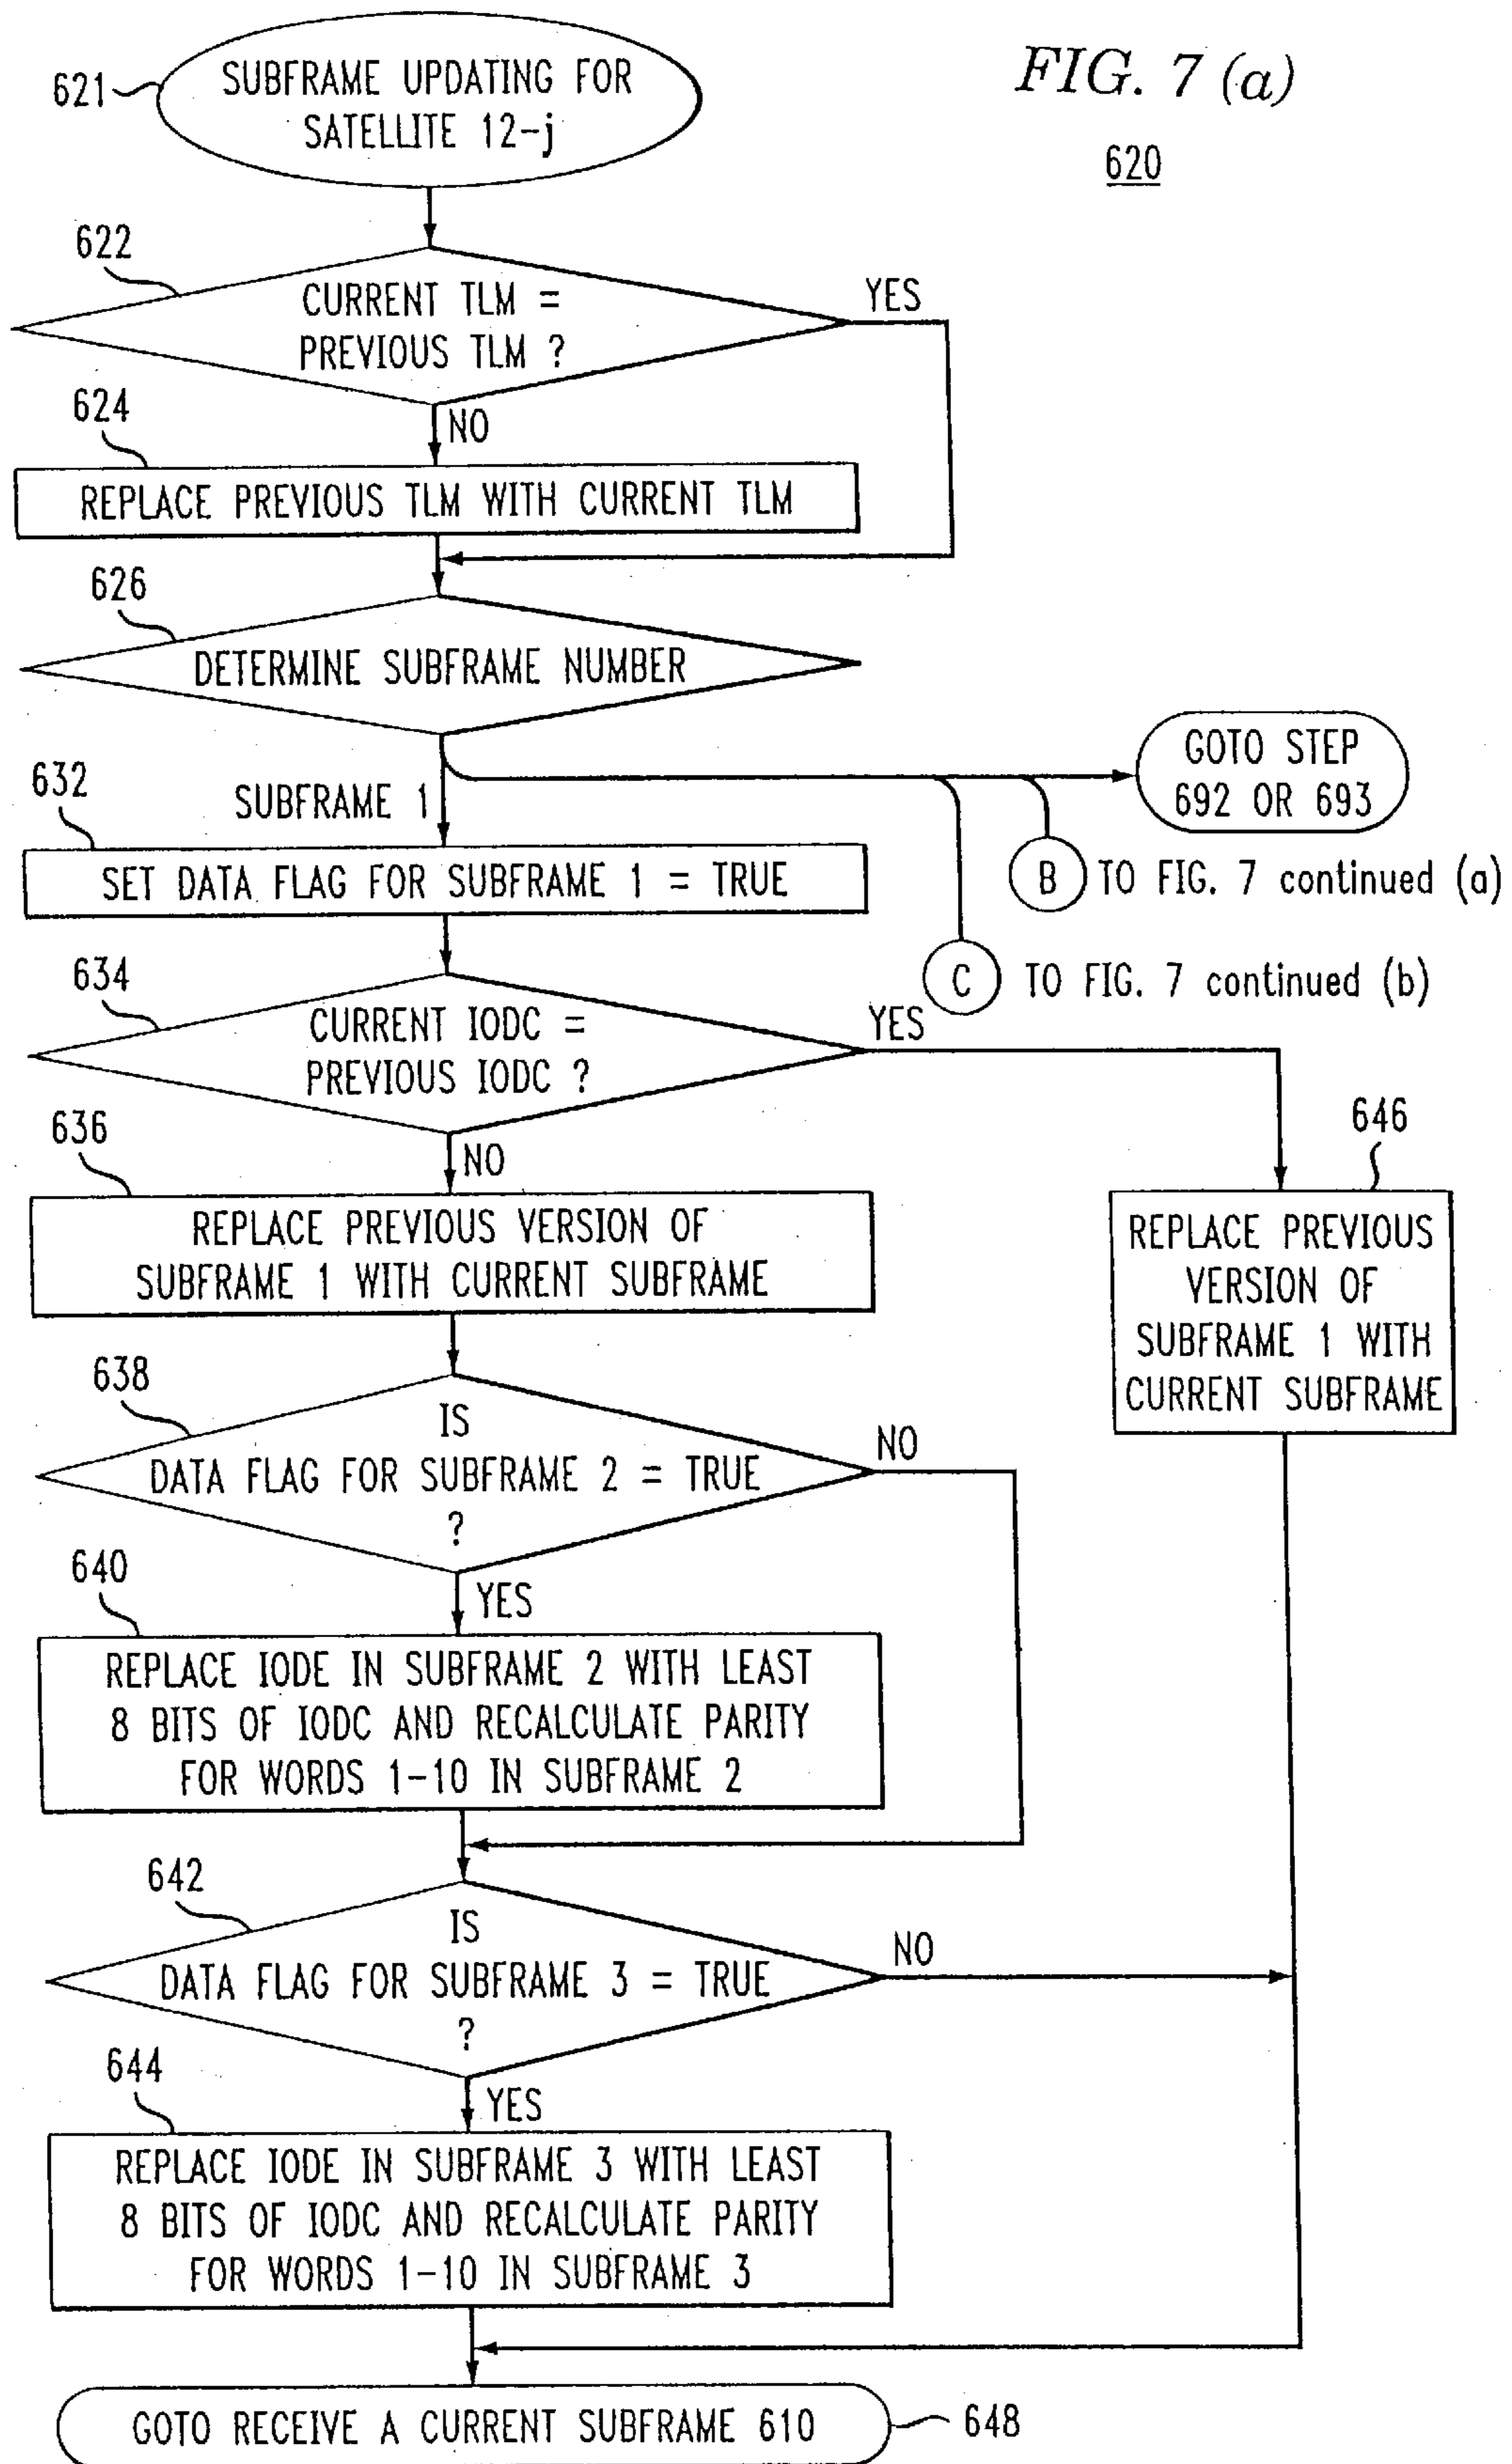 FIG. 7 (a)
620
621
SUBFRAME UPDATING FOR
SATELLITE 12-j
622
CURRENT TLM =
PREVIOUS TLM ?
YES
NO
624
REPLACE PREVIOUS TLM WITH CURRENT TLM
626
DETERMINE SUBFRAME NUMBER
GOTO STEP
692 OR 693
B TO FIG. 7 continued (a)
C TO FIG. 7 continued (b)
SUBFRAME 1
632
SET DATA FLAG FOR SUBFRAME 1 = TRUE
634
CURRENT IODC =
PREVIOUS IODC ?
YES
NO
636
REPLACE PREVIOUS VERSION OF
SUBFRAME 1 WITH CURRENT SUBFRAME
646
REPLACE PREVIOUS
VERSION OF
SUBFRAME 1 WITH
CURRENT SUBFRAME
638
IS
DATA FLAG FOR SUBFRAME 2 = TRUE
?
NO
YES
640
REPLACE IODE IN SUBFRAME 2 WITH LEAST
8 BITS OF IODC AND RECALCULATE PARITY
FOR WORDS 1-10 IN SUBFRAME 2
642
IS
DATA FLAG FOR SUBFRAME 3 = TRUE
?
NO
YES
644
REPLACE IODE IN SUBFRAME 3 WITH LEAST
8 BITS OF IODC AND RECALCULATE PARITY
FOR WORDS 1-10 IN SUBFRAME 3
GOTO RECEIVE A CURRENT SUBFRAME 610
648